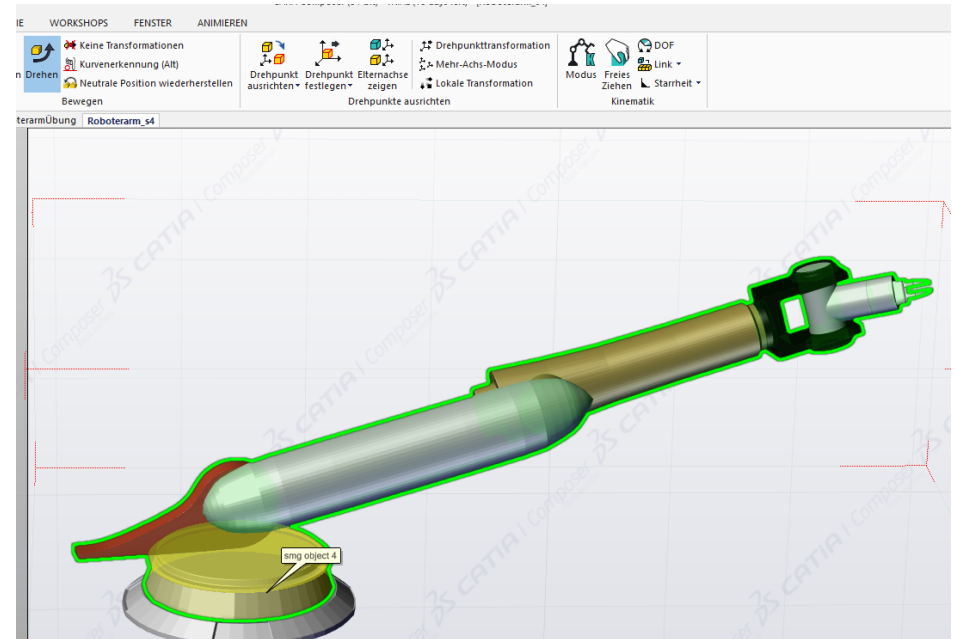 WORKSHOPS FENSTER ANIMIEREN
Drehen
Keine Transformationen
Kurvenerkennung (Alt)
Neutrale Position wiederherstellen
Bewegen
Drehpunkt
ausrichten
Drehpunkt
festlegen
Elternachse
zeigen
Drehpunkttransformation
Mehr-Achs-Modus
Lokale Transformation
Drehpunkte ausrichten
Modus
Freies
Ziehen
DOF
Link
Starrheit
Kinematik
terarmÜbung Roboterarm_s4
smg object 4
CATIA | Composer